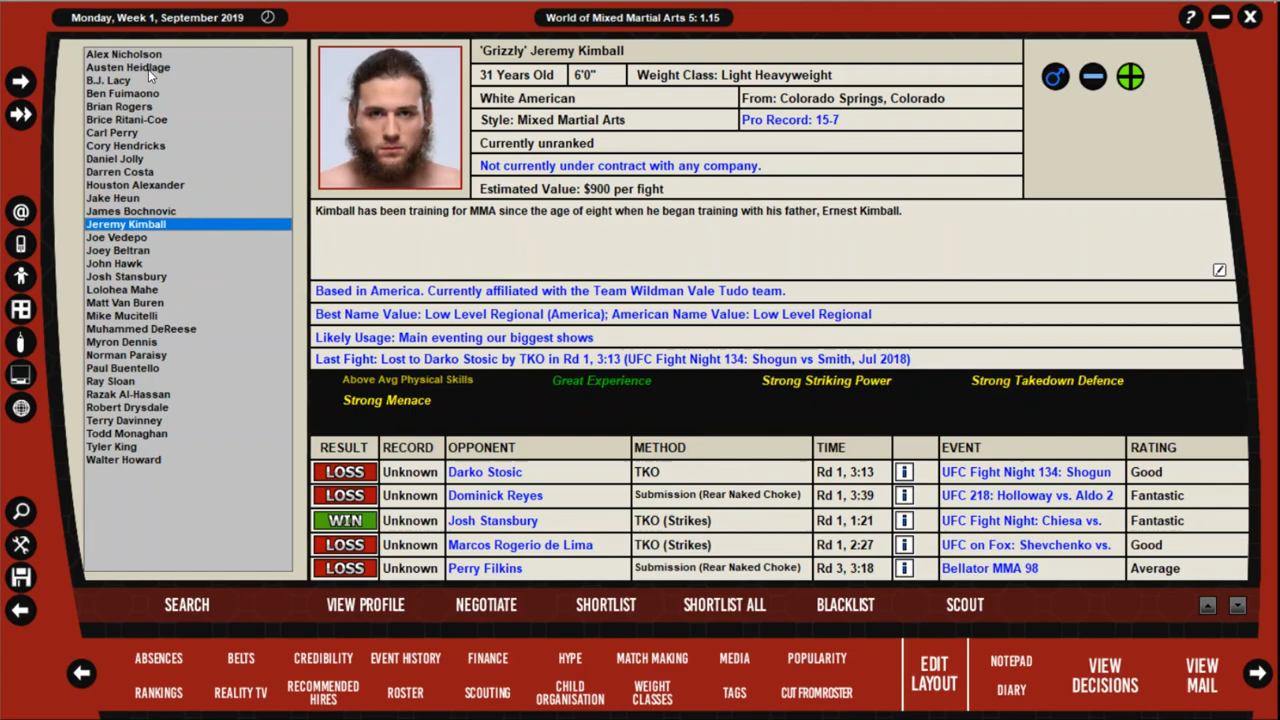 Monday, Week 1, September 2019
World of Mixed Martial Arts 5: 1.15
?
Alex Nicholson
Austen Heidlage
B.J. Lacy
Ben Fuimaono
Brian Rogers
Brice Ritani-Coe
Carl Perry
Cory Hendricks
Daniel Jolly
Darren Costa
Houston Alexander
Jake Heun
James Bochnovic
Jeremy Kimball
Joe Vedepo
Joey Beltran
John Hawk
Josh Stansbury
Lolohea Mahe
Matt Van Buren
Mike Mucitelli
Muhammed DeReese
Myron Dennis
Norman Paraisy
Paul Buentello
Ray Sloan
Razak Al-Hassan
Robert Drysdale
Terry Davinney
Todd Monaghan
Tyler King
Walter Howard
'Grizzly' Jeremy Kimball
31 Years Old 6'0" Weight Class: Light Heavyweight
White American From: Colorado Springs, Colorado
Style: Mixed Martial Arts Pro Record: 15-7
Currently unranked
Not currently under contract with any company.
Estimated Value: $900 per fight
Kimball has been training for MMA since the age of eight when he began training with his father, Ernest Kimball.
Based in America. Currently affiliated with the Team Wildman Vale Tudo team.
Best Name Value: Low Level Regional (America); American Name Value: Low Level Regional
Likely Usage: Main eventing our biggest shows
Last Fight: Lost to Darko Stosic by TKO in Rd 1, 3:13 (UFC Fight Night 134: Shogun vs Smith, Jul 2018)
Above Avg Physical Skills Great Experience Strong Striking Power Strong Takedown Defence
Strong Menace
RESULT RECORD OPPONENT METHOD TIME EVENT RATING
LOSS Unknown Darko Stosic TKO Rd 1, 3:13 i UFC Fight Night 134: Shogun Good
LOSS Unknown Dominick Reyes Submission (Rear Naked Choke) Rd 1, 3:39 i UFC 218: Holloway vs. Aldo 2 Fantastic
WIN Unknown Josh Stansbury TKO (Strikes) Rd 1, 1:21 i UFC Fight Night: Chiesa vs. Fantastic
LOSS Unknown Marcos Rogerio de Lima TKO (Strikes) Rd 1, 2:27 i UFC on Fox: Shevchenko vs. Good
LOSS Unknown Perry Filkins Submission (Rear Naked Choke) Rd 3, 3:18 i Bellator MMA 98 Average
SEARCH VIEW PROFILE NEGOTIATE SHORTLIST SHORTLIST ALL BLACKLIST SCOUT
ABSENCES BELTS CREDIBILITY EVENT HISTORY FINANCE HYPE MATCH MAKING MEDIA POPULARITY
RANKINGS REALITY TV RECOMMENDED HIRES ROSTER SCOUTING CHILD ORGANISATION WEIGHT CLASSES TAGS CUT FROM ROSTER
EDIT LAYOUT
NOTEPAD
DIARY
VIEW DECISIONS
VIEW MAIL